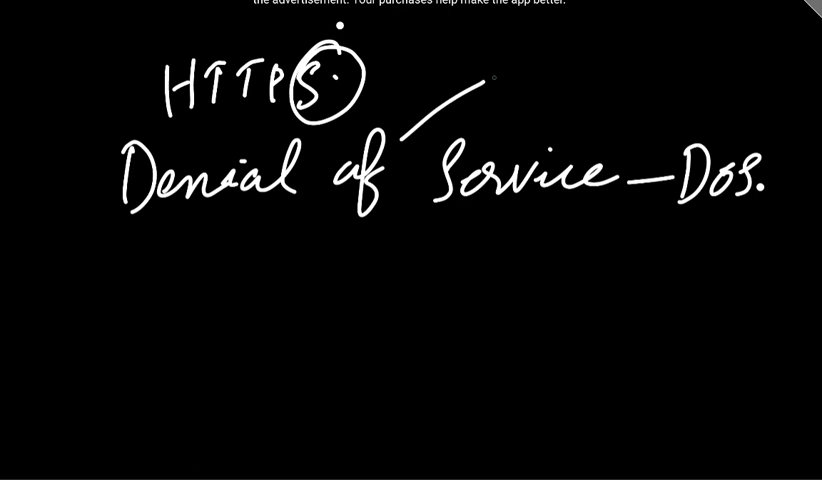 the advertisement. Your purchases help make the app better.
HTTPS.
Denial of Service - DoS.